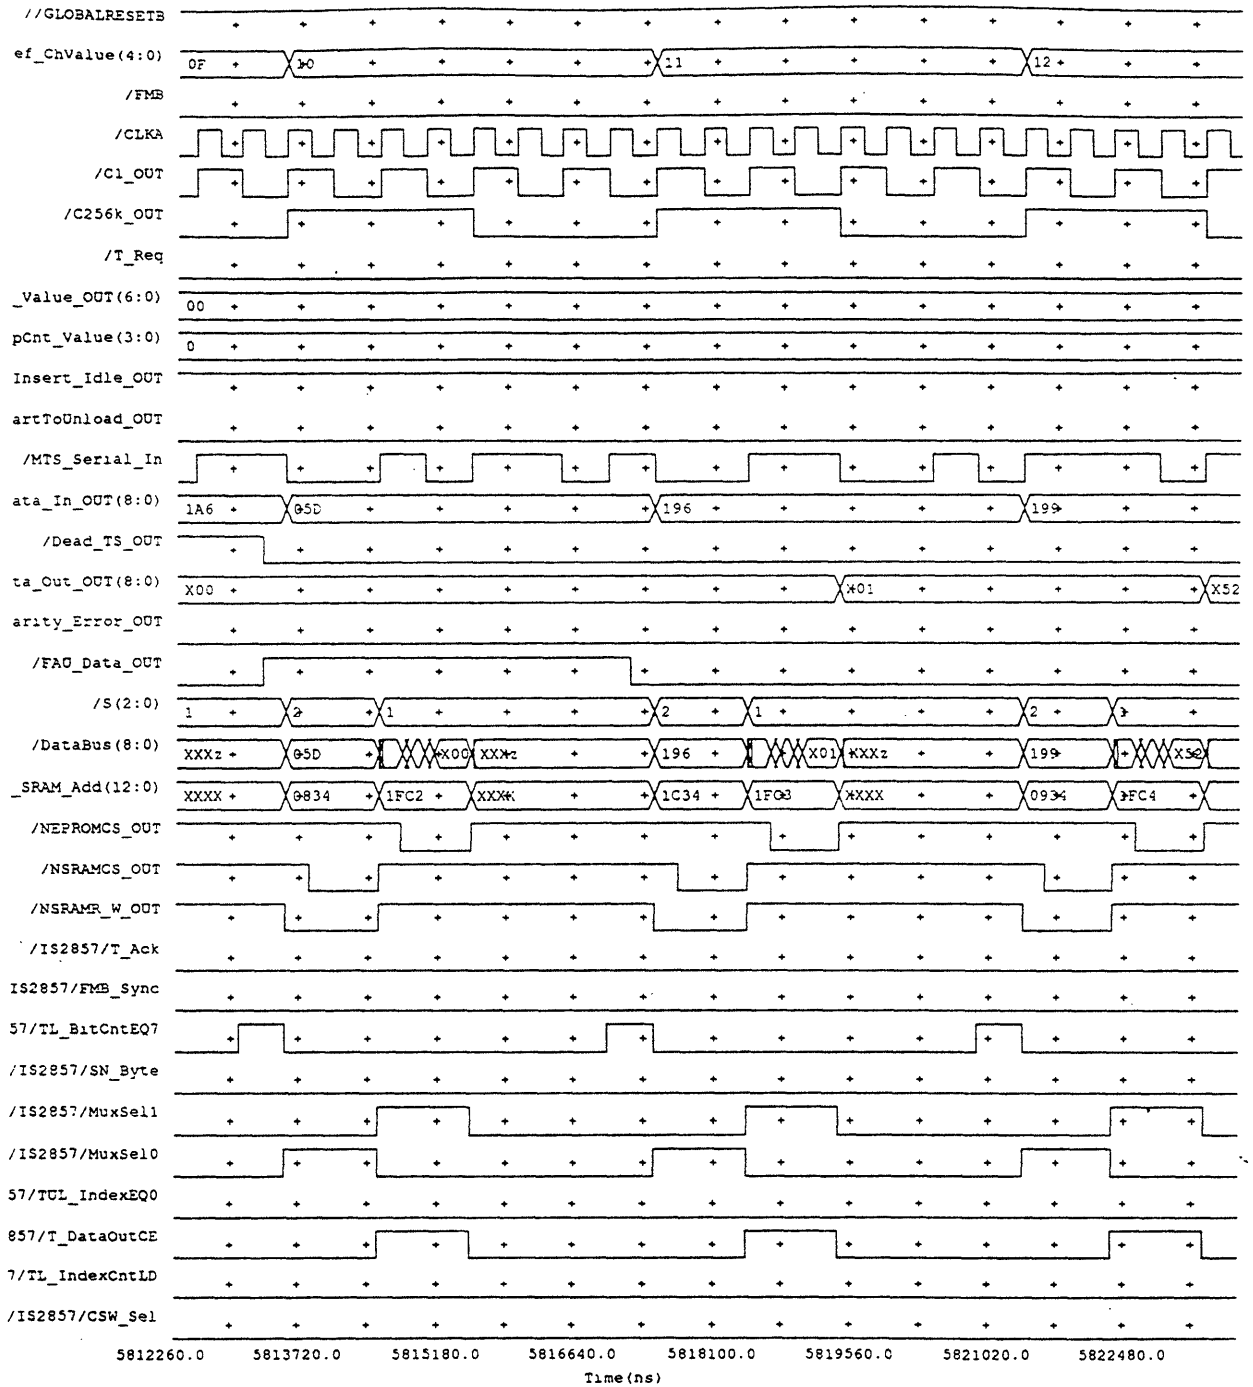 //GLOBALRESETB
ef_ChValue(4:0) 0F 10 11 12
/FMB
/CLKA
/C1_OUT
/C256k_OUT
/T_Req
_Value_OUT(6:0) 00
pCnt_Value(3:0) 0
Insert_Idle_OUT
artToUnload_OUT
/MTS_Serial_In
ata_In_OUT(8:0) 1A6 05D 196 199
/Dead_TS_OUT
ta_Out_OUT(8:0) X00 X01 X52
arity_Error_OUT
/FAU_Data_OUT
/S(2:0) 1 2 1 2 1 2 1
/DataBus(8:0) XXXz 05D X00 XXXz 196 X01 XXXz 199 X52
_SRAM_Add(12:0) XXXX 0834 1FC2 XXXX 1C34 1FC3 XXXX 0934 1FC4
/NEPROMCS_OUT
/NSRAMCS_OUT
/NSRAMR_W_OUT
/IS2857/T_Ack
IS2857/FMB_Sync
57/TL_BitCntEQ7
/IS2857/SN_Byte
/IS2857/MuxSel1
/IS2857/MuxSel0
57/TUL_IndexEQ0
857/T_DataOutCE
7/TL_IndexCntLD
/IS2857/CSW_Sel
5812260.0 5813720.0 5815180.0 5816640.0 5818100.0 5819560.0 5821020.0 5822480.0
Time(ns)